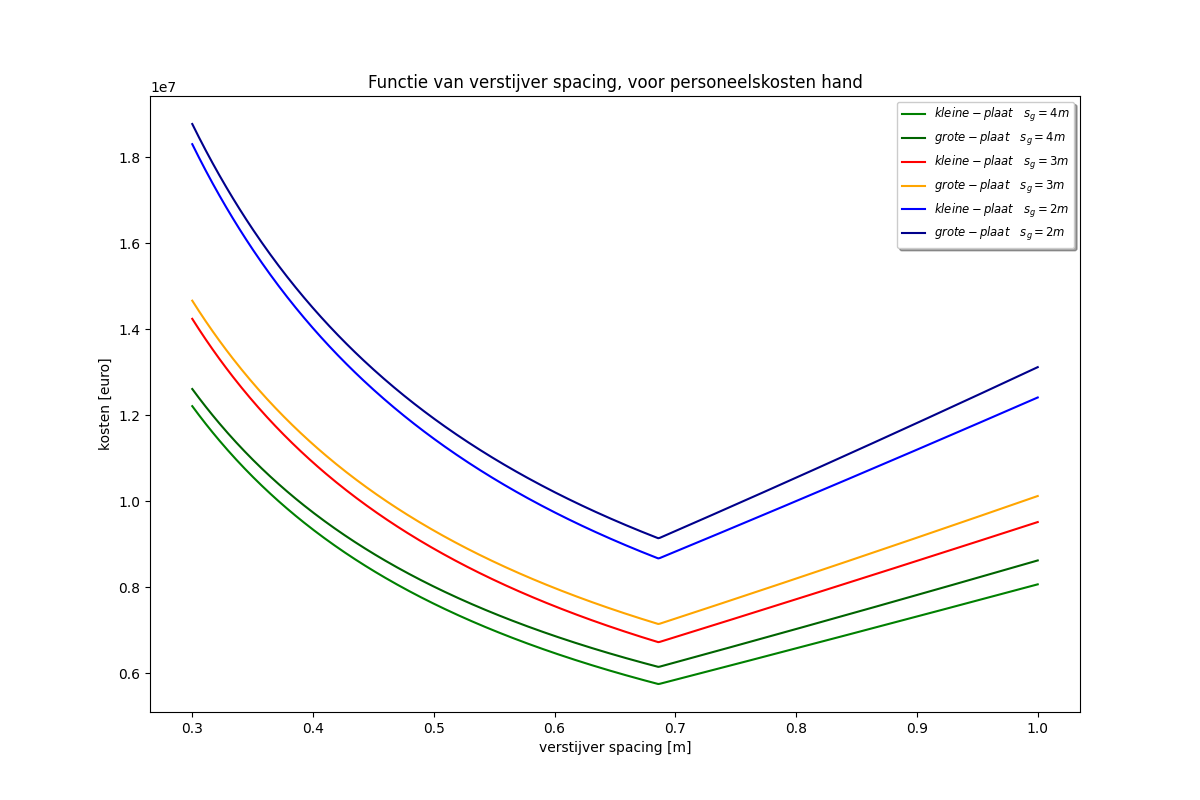 Functie van verstijver spacing, voor personeelskosten hand
1e7
kleine − plaat s_g = 4m
grote − plaat s_g = 4m
kleine − plaat s_g = 3m
grote − plaat s_g = 3m
kleine − plaat s_g = 2m
grote − plaat s_g = 2m
1.8
1.6
1.4
1.2
1.0
0.8
0.6
kosten [euro]
0.3 0.4 0.5 0.6 0.7 0.8 0.9 1.0
verstijver spacing [m]